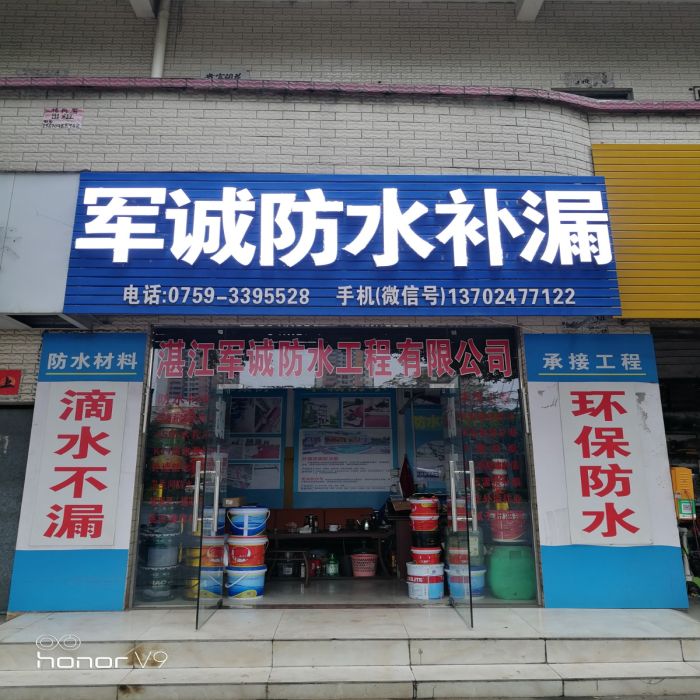 军诚防水补漏
电话:0759-3395528 手机(微信号)13702477122
防水材料
湛江军诚防水工程有限公司
承接工程
滴水不漏
环保防水
honor V9